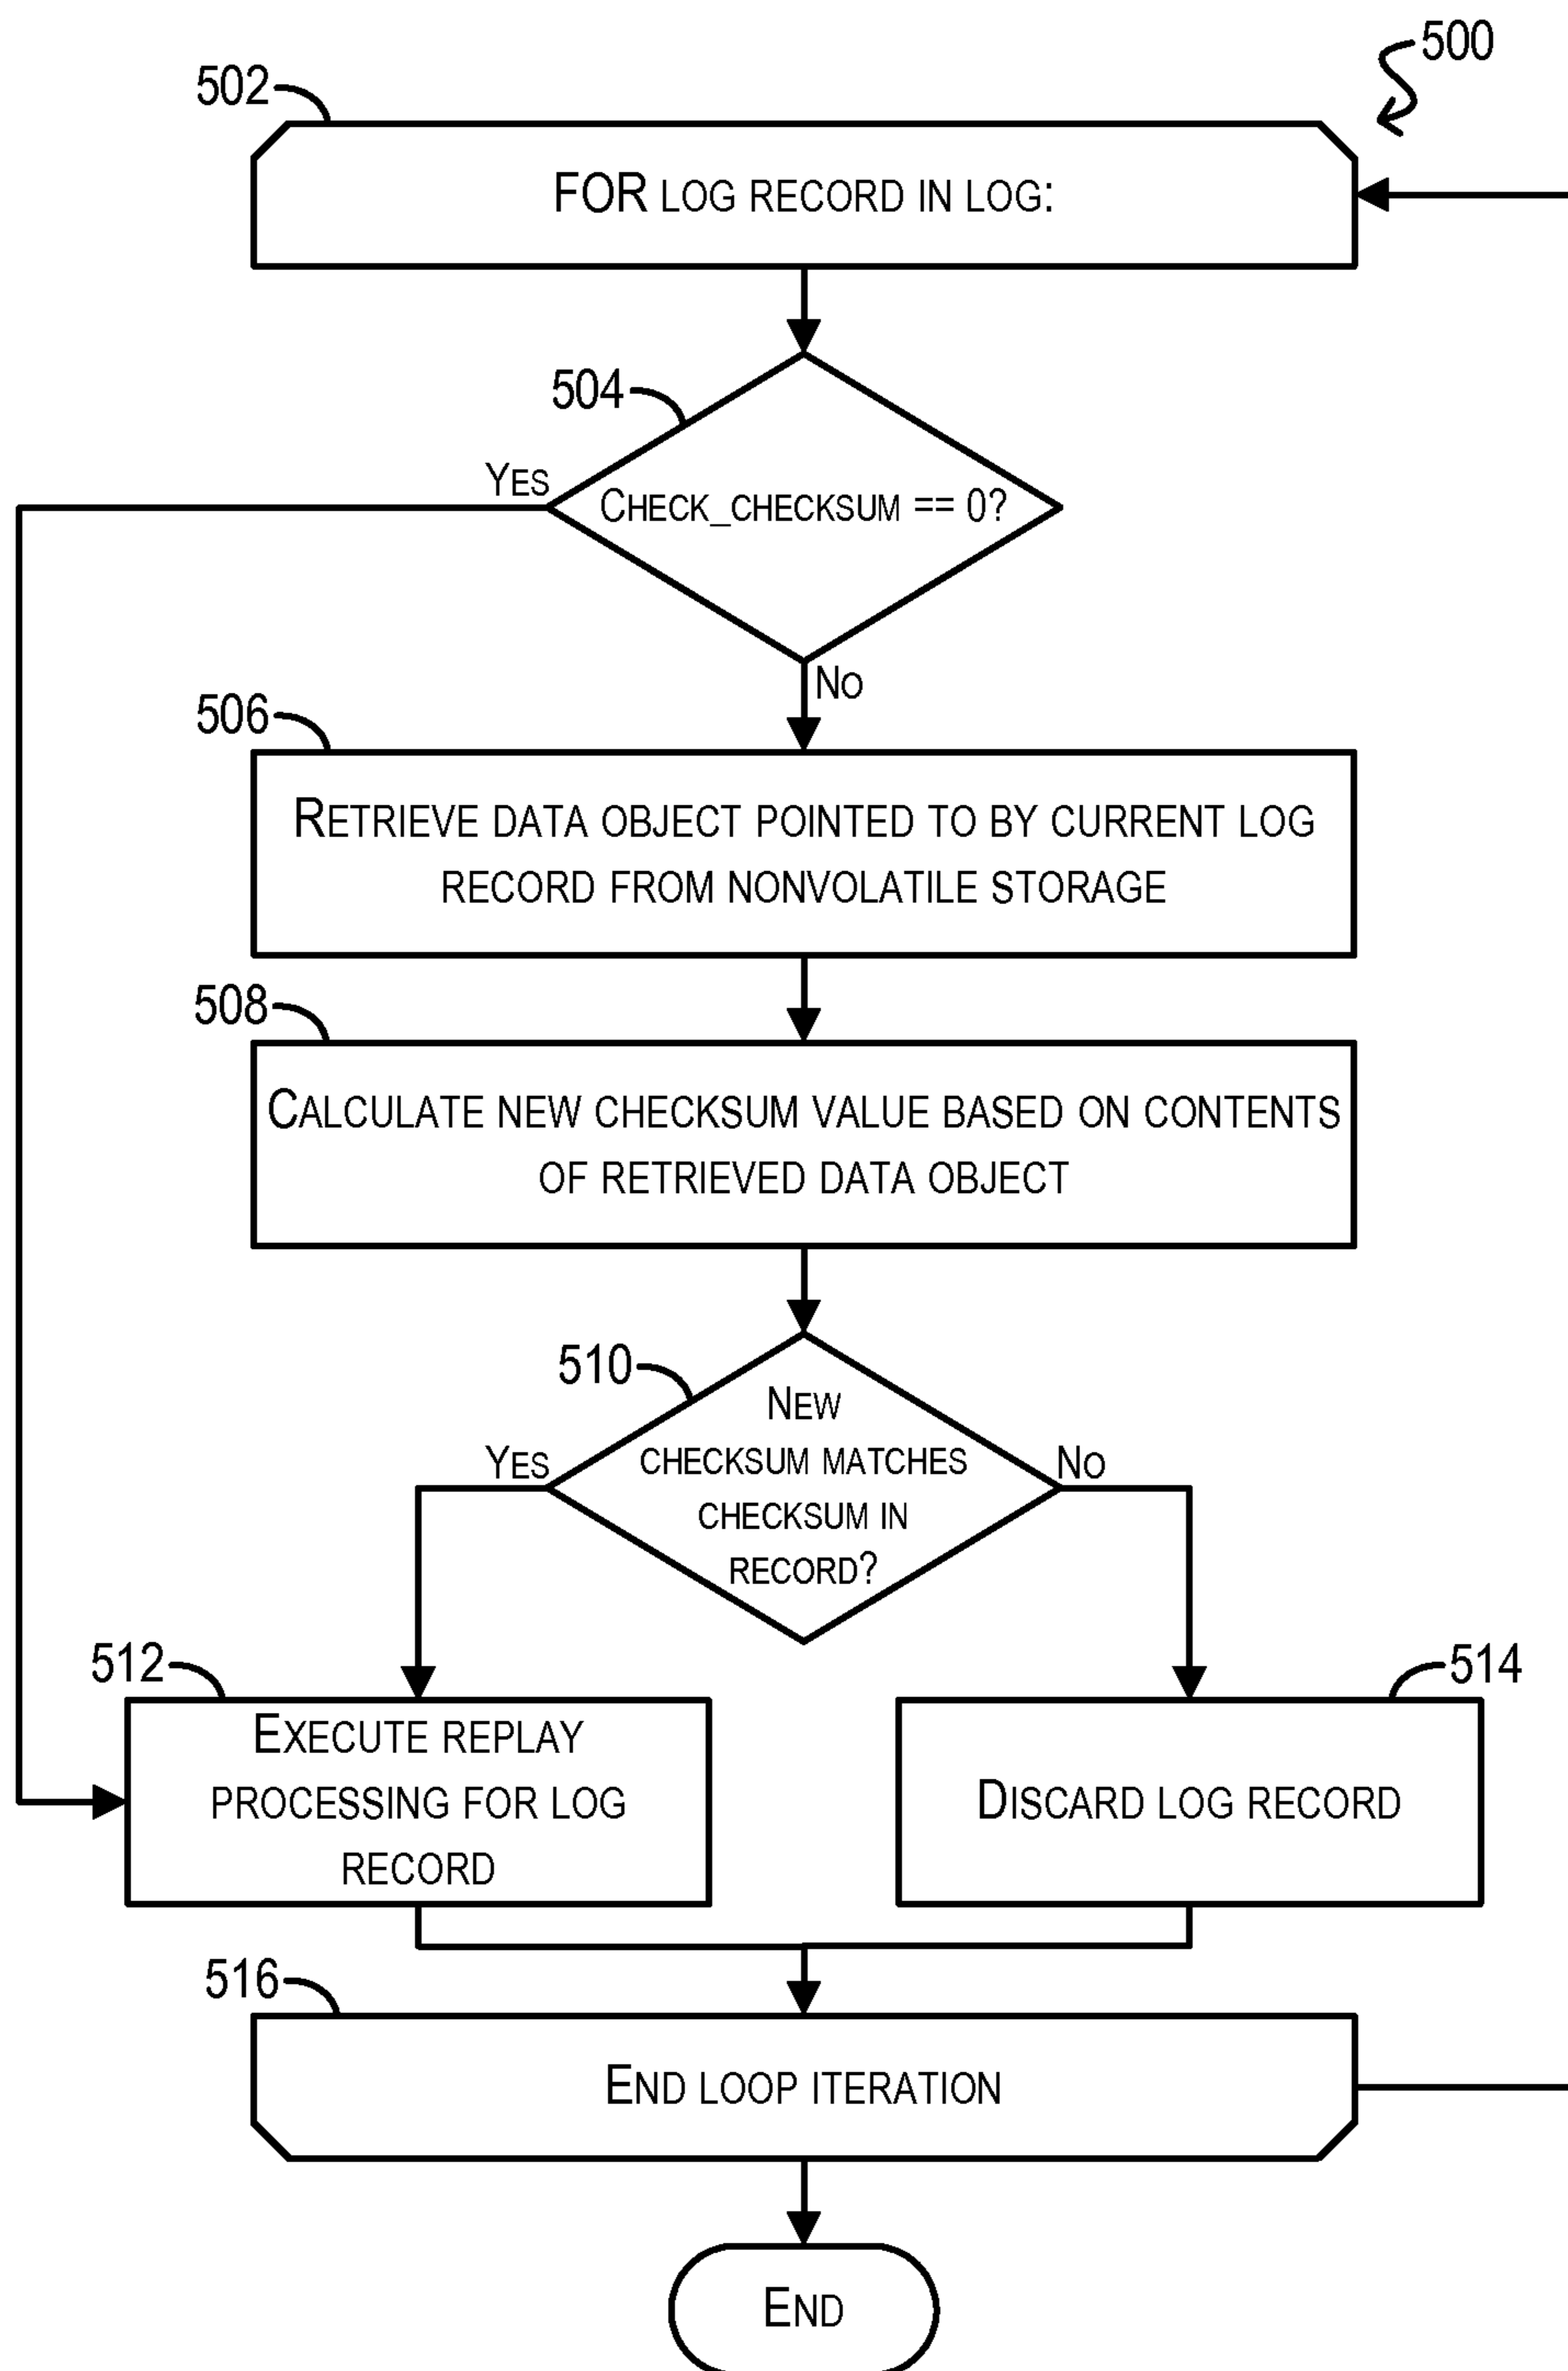 500
502
FOR LOG RECORD IN LOG:
504
YES
CHECK_CHECKSUM == 0?
NO
506
RETRIEVE DATA OBJECT POINTED TO BY CURRENT LOG
RECORD FROM NONVOLATILE STORAGE
508
CALCULATE NEW CHECKSUM VALUE BASED ON CONTENTS
OF RETRIEVED DATA OBJECT
510
NEW
CHECKSUM MATCHES
CHECKSUM IN
RECORD?
YES
NO
512
EXECUTE REPLAY
PROCESSING FOR LOG
RECORD
514
DISCARD LOG RECORD
516
END LOOP ITERATION
END